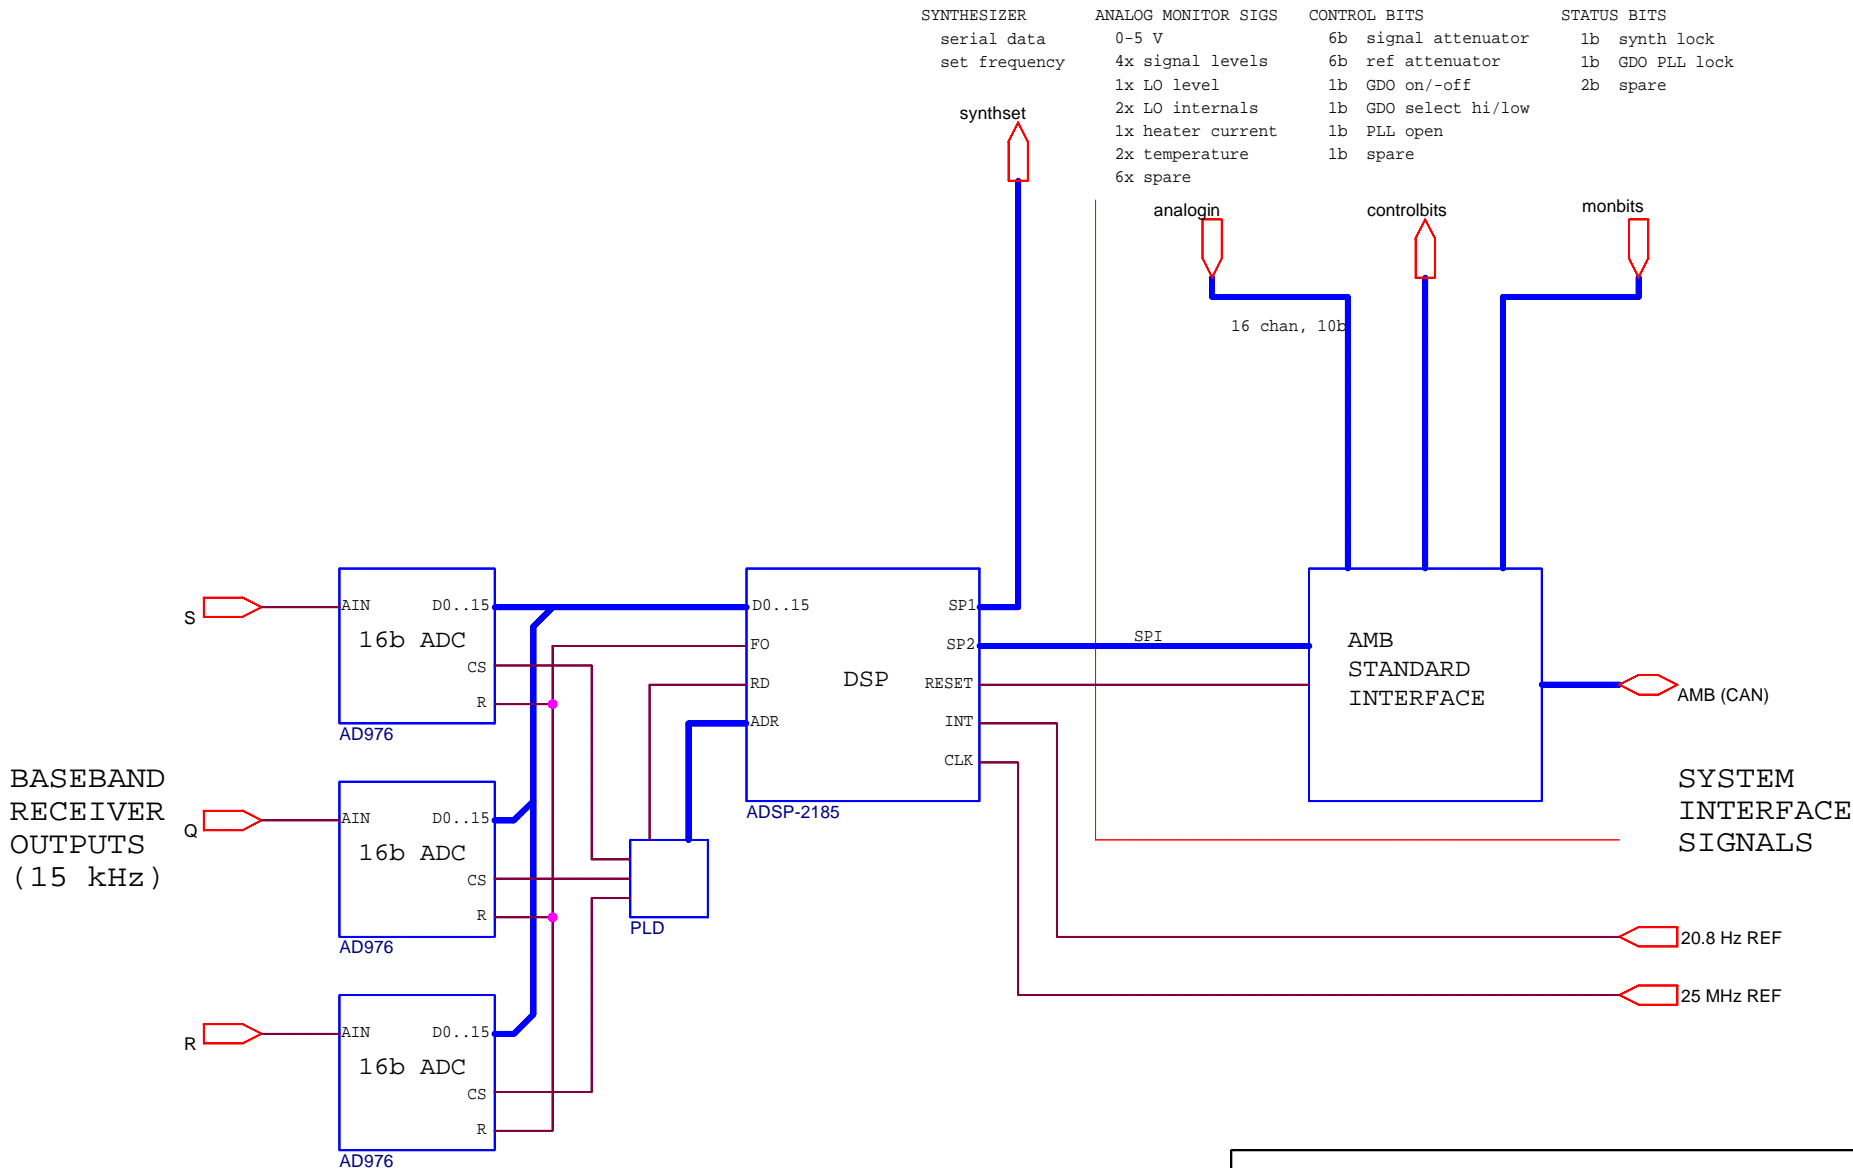 SYNTHESIZER
serial data
set frequency
ANALOG MONITOR SIGS
0-5 V
4x signal levels
1x LO level
2x LO internals
1x heater current
2x temperature
6x spare
CONTROL BITS
6b signal attenuator
6b ref attenuator
1b GDO on/-off
1b GDO select hi/low
1b PLL open
1b spare
STATUS BITS
1b synth lock
1b GDO PLL lock
2b spare
synthset
analogin
controlbits
monbits
16 chan, 10b
S
AIN
D0..15
16b ADC
CS
R
AD976
D0..15
FO
RD
ADR
DSP
SP1
SP2
RESET
INT
CLK
ADSP-2185
SPI
AMB
STANDARD
INTERFACE
AMB (CAN)
BASEBAND
RECEIVER
OUTPUTS
(15 kHz)
Q
AIN
D0..15
16b ADC
CS
R
AD976
PLD
SYSTEM
INTERFACE
SIGNALS
20.8 Hz REF
25 MHz REF
R
AIN
D0..15
16b ADC
CS
R
AD976